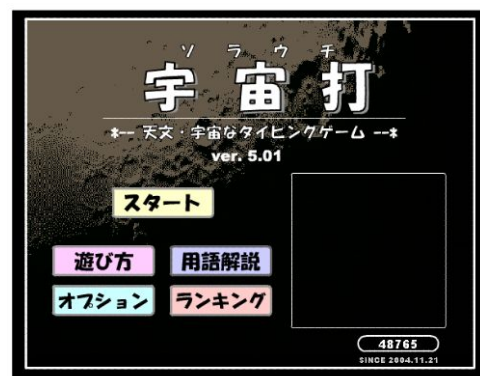 ソラウチ
宇宙打
*-- 天文・宇宙なタイピングゲーム --*
ver. 5.01
スタート
遊び方 用語解説
オプション ランキング
48765
SINCE 2004.11.21